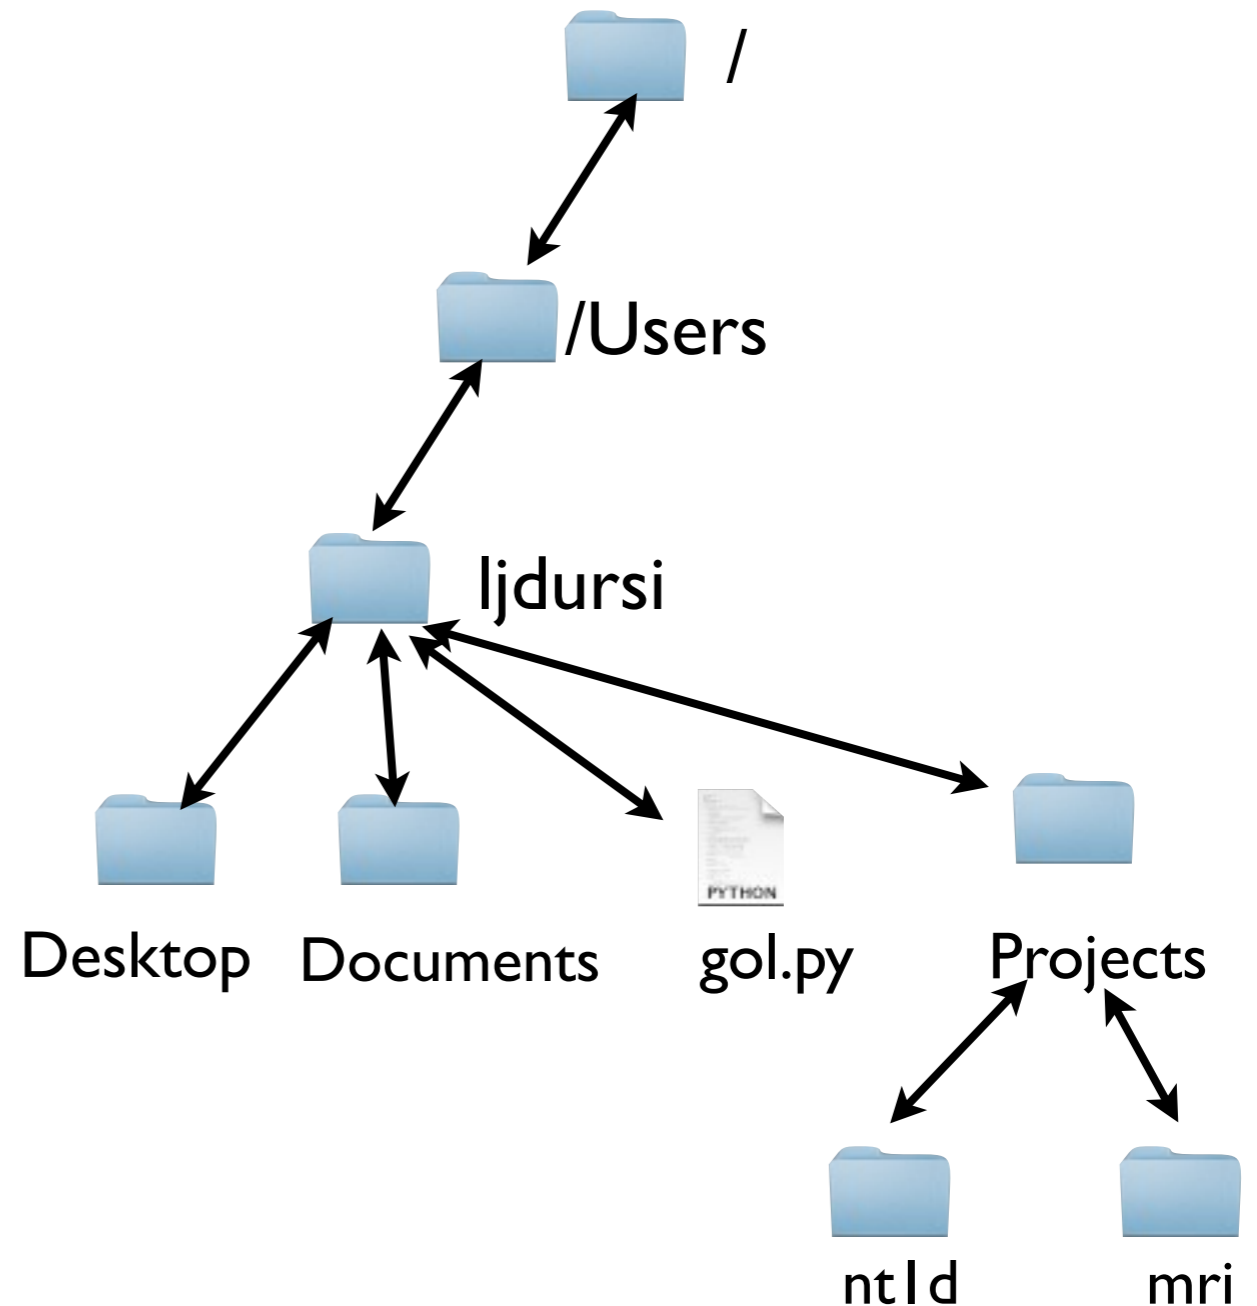 /
/Users
ljdursi
PYTHON
Desktop
Documents
gol.py
Projects
nt1d
mri